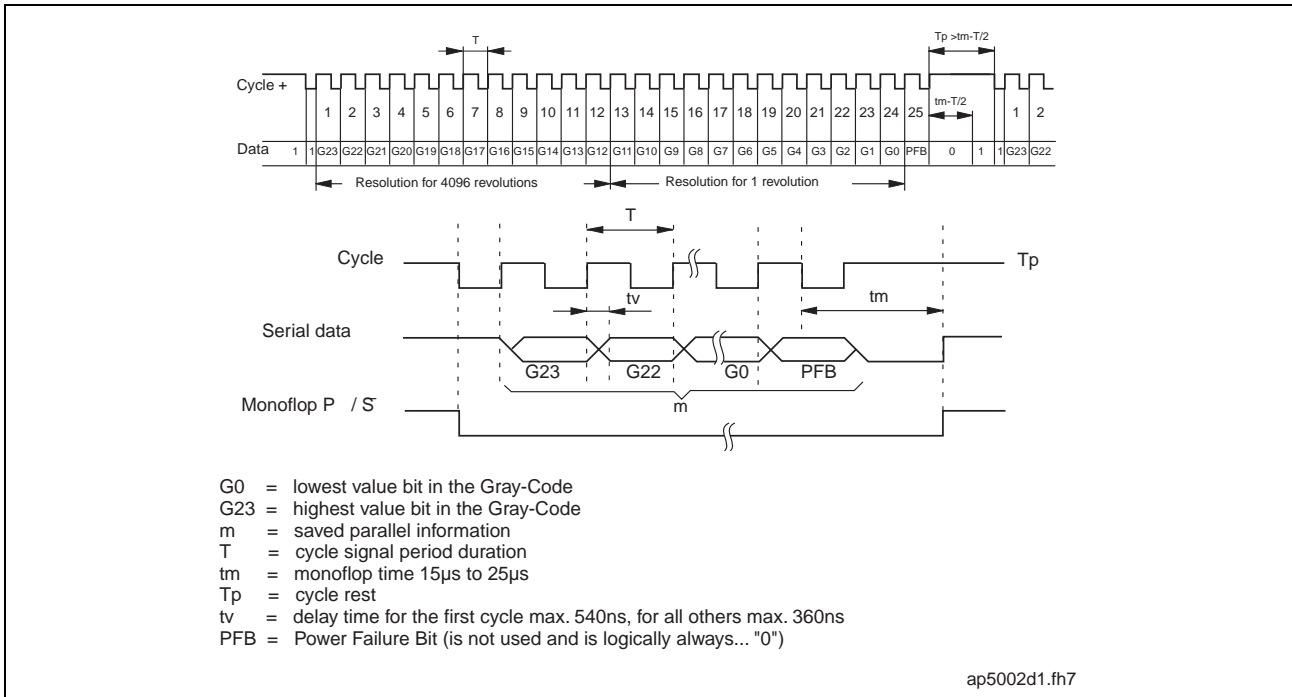 T Tp >tm-T/2
Cycle +
1 2 3 4 5 6 7 8 9 10 11 12 13 14 15 16 17 18 19 20 21 22 23 24 25 tm-T/2 1 2
Data 1 1 G23 G22 G21 G20 G19 G18 G17 G16 G15 G14 G13 G12 G11 G10 G9 G8 G7 G6 G5 G4 G3 G2 G1 G0 PFB 0 1 1 G23 G22
Resolution for 4096 revolutions Resolution for 1 revolution
T
Cycle Tp
tv tm
Serial data
G23 G22 G0 PFB
Monoflop P / S̄ m
G0 = lowest value bit in the Gray-Code
G23 = highest value bit in the Gray-Code
m = saved parallel information
T = cycle signal period duration
tm = monoflop time 15µs to 25µs
Tp = cycle rest
tv = delay time for the first cycle max. 540ns, for all others max. 360ns
PFB = Power Failure Bit (is not used and is logically always... "0")
ap5002d1.fh7